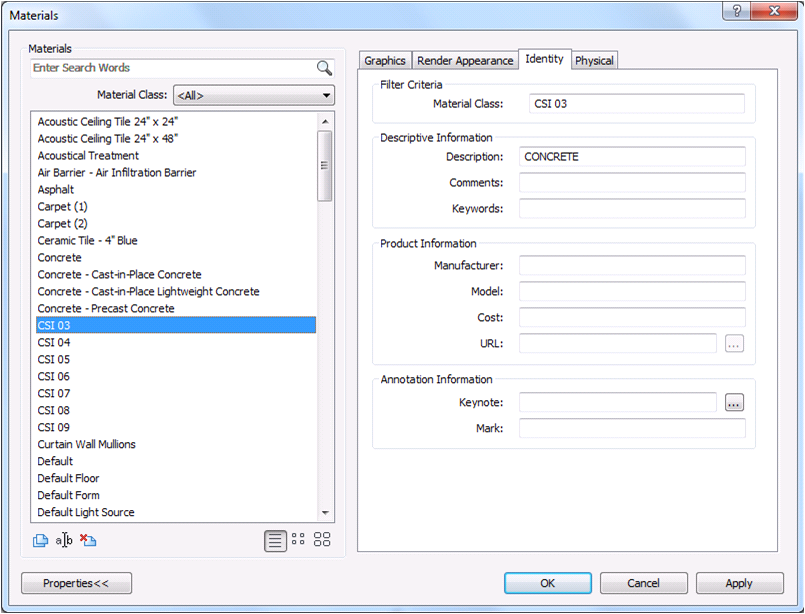 Materials
?
Materials
Enter Search Words
Material Class: <All>
Acoustic Ceiling Tile 24" x 24"
Acoustic Ceiling Tile 24" x 48"
Acoustical Treatment
Air Barrier - Air Infiltration Barrier
Asphalt
Carpet (1)
Carpet (2)
Ceramic Tile - 4" Blue
Concrete
Concrete - Cast-in-Place Concrete
Concrete - Cast-in-Place Lightweight Concrete
Concrete - Precast Concrete
CSI 03
CSI 04
CSI 05
CSI 06
CSI 07
CSI 08
CSI 09
Curtain Wall Mullions
Default
Default Floor
Default Form
Default Light Source
ab
Properties<<
Graphics Render Appearance Identity Physical
Filter Criteria
Material Class: CSI 03
Descriptive Information
Description: CONCRETE
Comments:
Keywords:
Product Information
Manufacturer:
Model:
Cost:
URL: ...
Annotation Information
Keynote: ...
Mark:
OK Cancel Apply